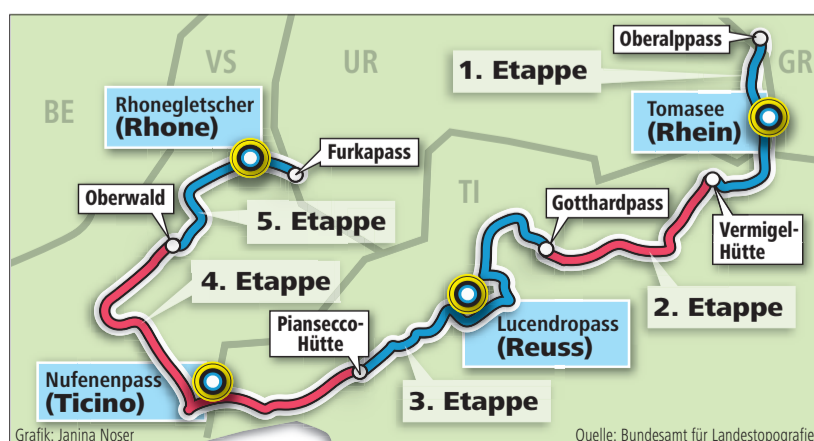 Oberalppass
1. Etappe
GR
UR
VS
BE
Rhonegletscher
(Rhone)
Tomasee
(Rhein)
Furkapass
TI
Oberwald
Gotthardpass
5. Etappe
Vermigel-
Hütte
4. Etappe
2. Etappe
Piansecco-
Hütte
Lucendropass
(Reuss)
Nufenenpass
(Ticino)
3. Etappe
Grafik: Janina Noser
Quelle: Bundesamt für Landestopografie